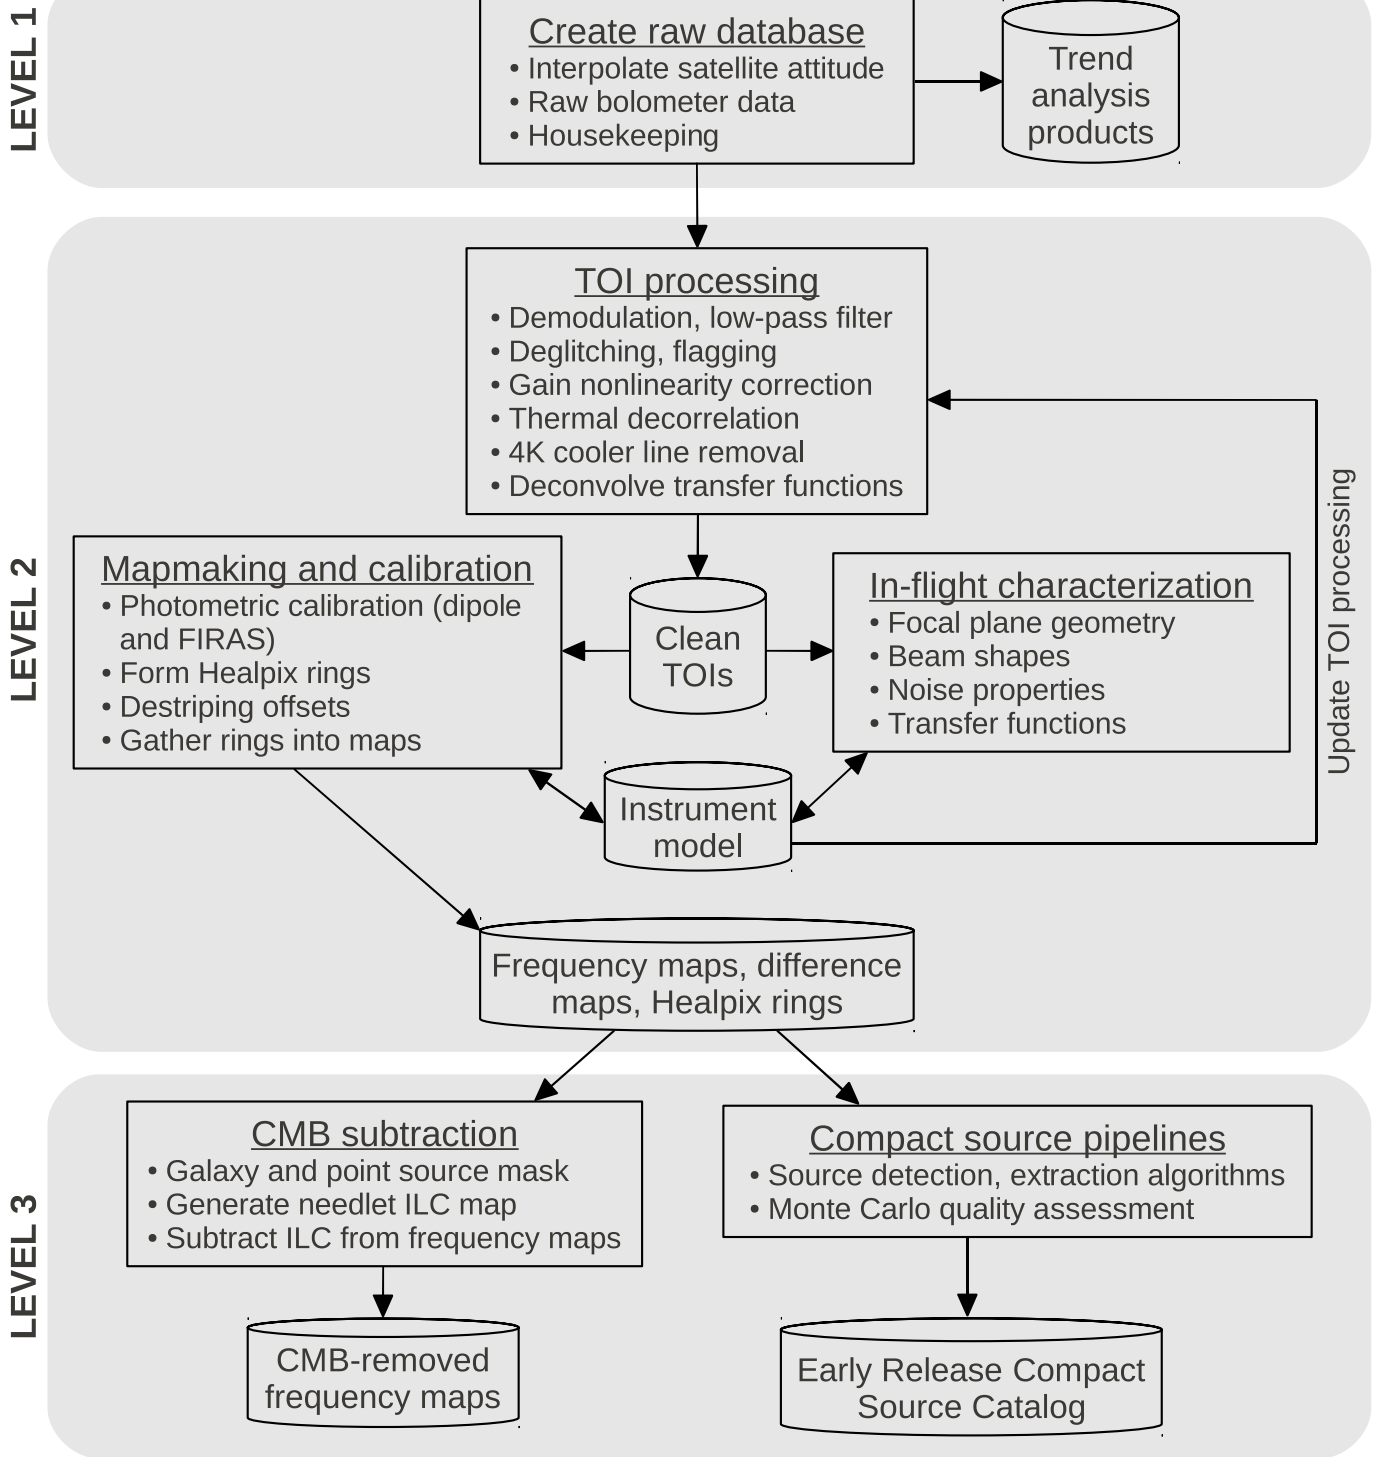 LEVEL 1
Create raw database
• Interpolate satellite attitude
• Raw bolometer data
• Housekeeping
Trend
analysis
products
LEVEL 2
TOI processing
• Demodulation, low-pass filter
• Deglitching, flagging
• Gain nonlinearity correction
• Thermal decorrelation
• 4K cooler line removal
• Deconvolve transfer functions
Mapmaking and calibration
• Photometric calibration (dipole
and FIRAS)
• Form Healpix rings
• Destriping offsets
• Gather rings into maps
Clean
TOIs
In-flight characterization
• Focal plane geometry
• Beam shapes
• Noise properties
• Transfer functions
Update TOI processing
Instrument
model
Frequency maps, difference
maps, Healpix rings
LEVEL 3
CMB subtraction
• Galaxy and point source mask
• Generate needlet ILC map
• Subtract ILC from frequency maps
Compact source pipelines
• Source detection, extraction algorithms
• Monte Carlo quality assessment
CMB-removed
frequency maps
Early Release Compact
Source Catalog